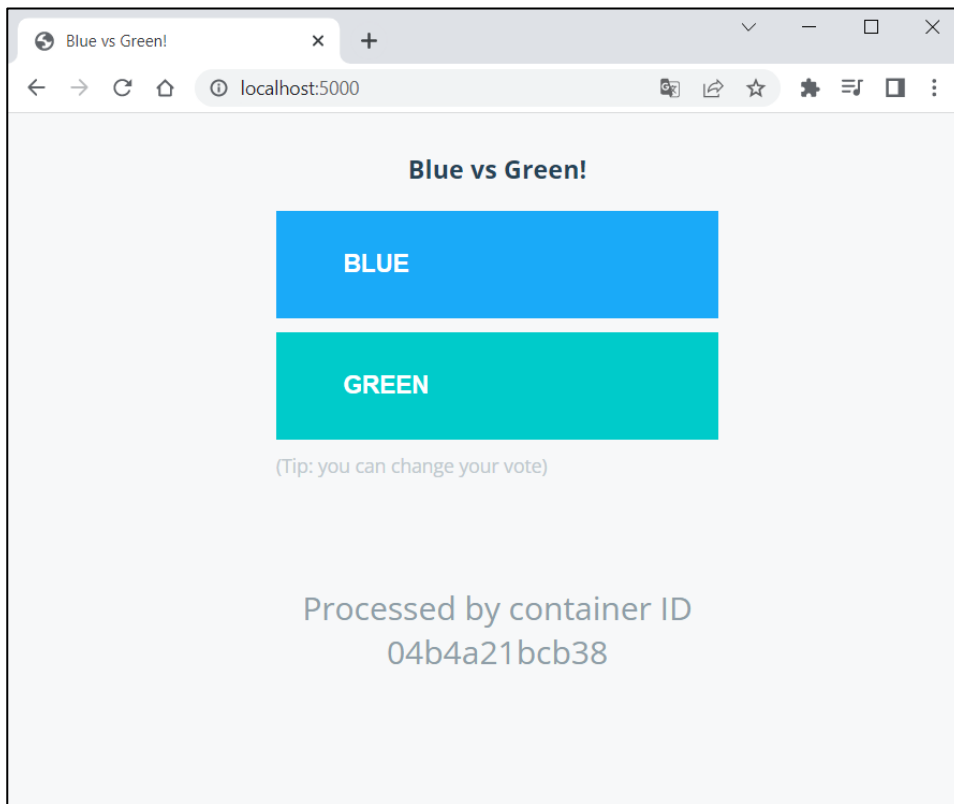 Blue vs Green!
localhost:5000
Blue vs Green!
BLUE
GREEN
(Tip: you can change your vote)
Processed by container ID
04b4a21bcb38